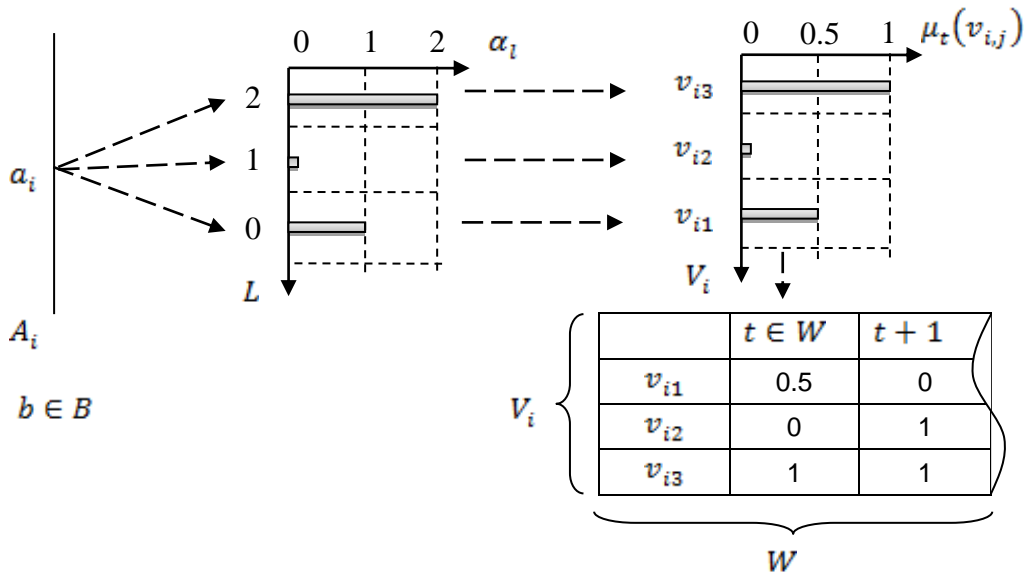 0 1 2 α_l
2
1
0
L
a_i
A_i
b ∈ B
0 0.5 1 μ_t(v_{i,j})
v_{i3}
v_{i2}
v_{i1}
V_i
t ∈ W t + 1
v_{i1} 0.5 0
v_{i2} 0 1
v_{i3} 1 1
V_i
W